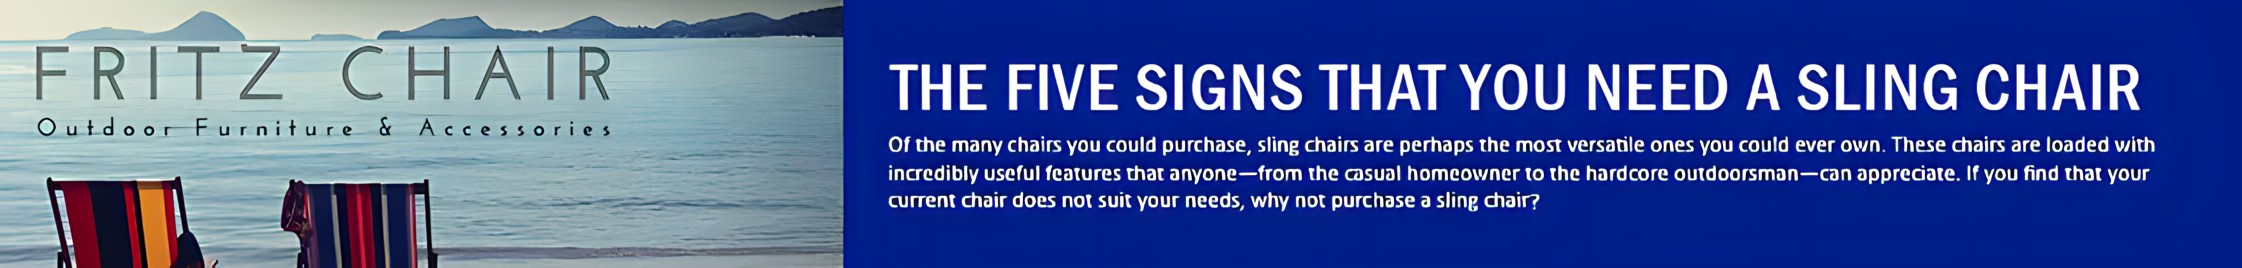 FRITZ CHAIR
Outdoor Furniture & Accessories
THE FIVE SIGNS THAT YOU NEED A SLING CHAIR
Of the many chairs you could purchase, sling chairs are perhaps the most versatile ones you could ever own. These chairs are loaded with
incredibly useful features that anyone—from the casual homeowner to the hardcore outdoorsman—can appreciate. If you find that your
current chair does not suit your needs, why not purchase a sling chair?